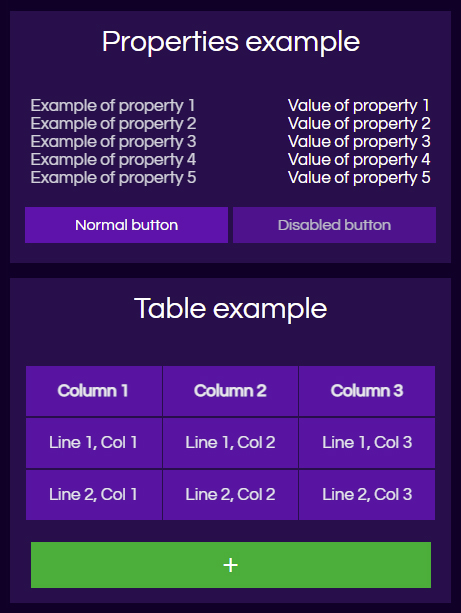 Properties example
Example of property 1 Value of property 1
Example of property 2 Value of property 2
Example of property 3 Value of property 3
Example of property 4 Value of property 4
Example of property 5 Value of property 5
Normal button Disabled button
Table example
Column 1 Column 2 Column 3
Line 1, Col 1 Line 1, Col 2 Line 1, Col 3
Line 2, Col 1 Line 2, Col 2 Line 2, Col 3
+